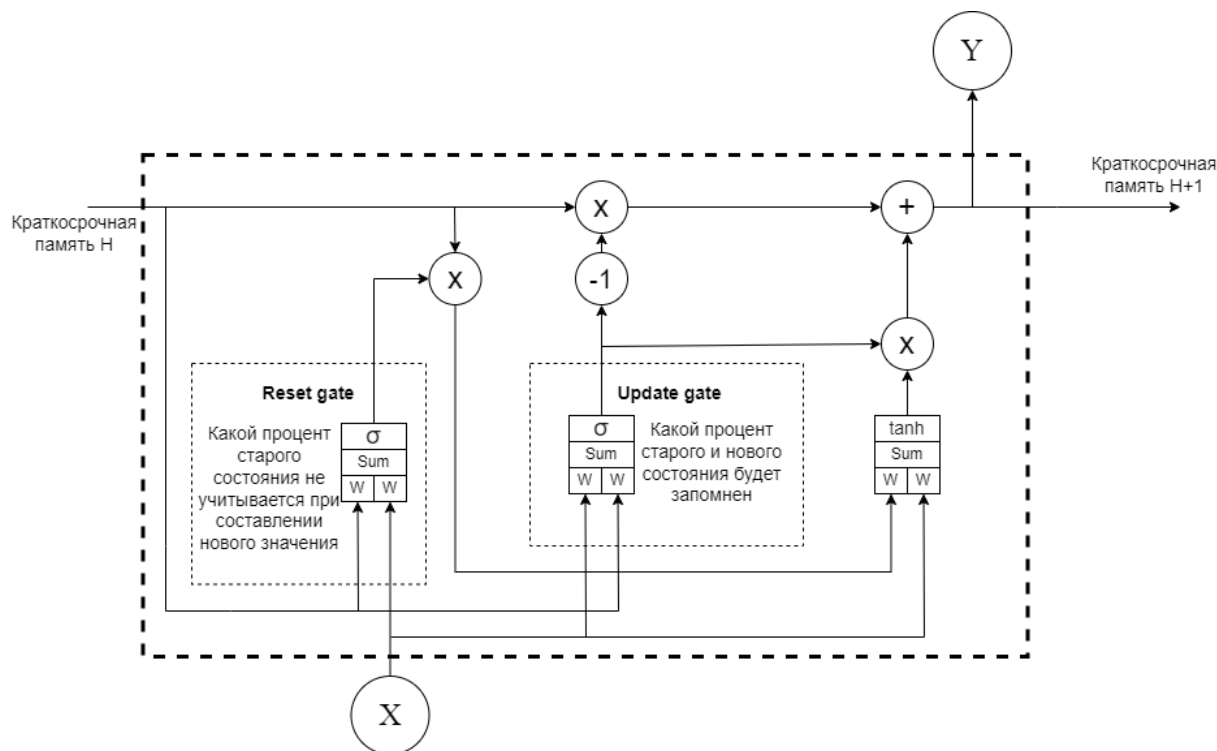 Y
Краткосрочная
память H+1
Краткосрочная
память H
x
+
x
-1
x
Reset gate
Какой процент
старого
состояния не
учитывается при
составлении
нового значения
σ
Sum
W W
Update gate
σ
Sum
W W
Какой процент
старого и нового
состояния будет
запомнен
tanh
Sum
W W
X